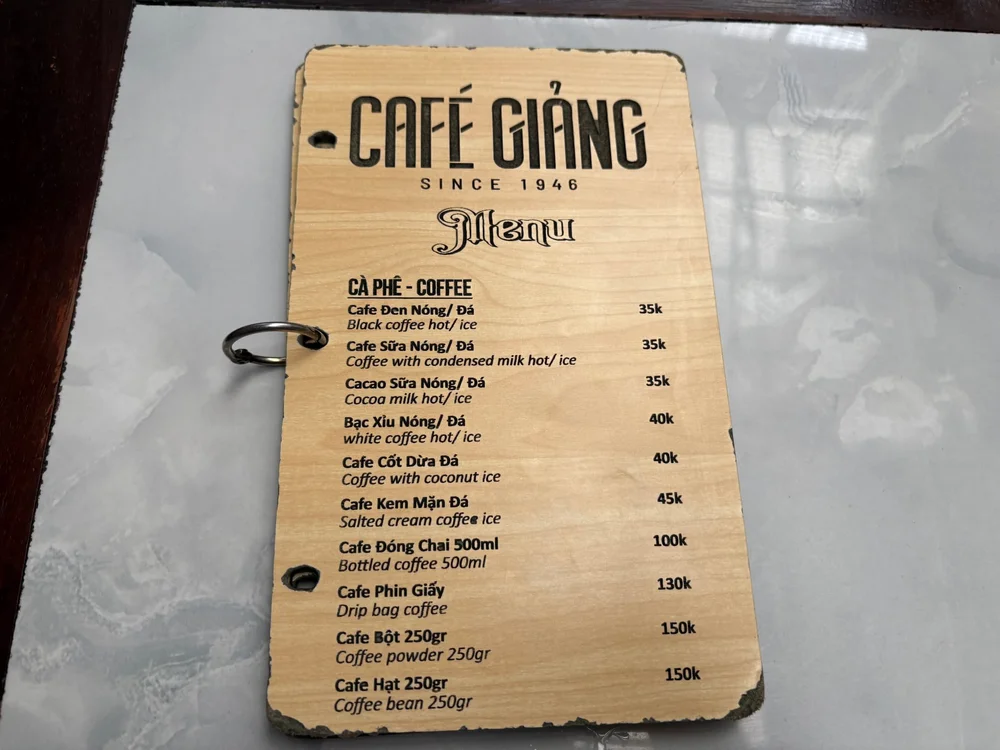 CAFÉ GIẢNG
SINCE 1946
Menu
CÀ PHÊ - COFFEE
Cafe Đen Nóng/ Đá 35k
Black coffee hot/ ice
Cafe Sữa Nóng/ Đá 35k
Coffee with condensed milk hot/ ice
Cacao Sữa Nóng/ Đá 35k
Cocoa milk hot/ ice
Bạc Xỉu Nóng/ Đá 40k
white coffee hot/ ice
Cafe Cốt Dừa Đá 40k
Coffee with coconut ice
Cafe Kem Mặn Đá 45k
Salted cream coffee ice
Cafe Đóng Chai 500ml 100k
Bottled coffee 500ml
Cafe Phin Giấy 130k
Drip bag coffee
Cafe Bột 250gr 150k
Coffee powder 250gr
Cafe Hạt 250gr 150k
Coffee bean 250gr